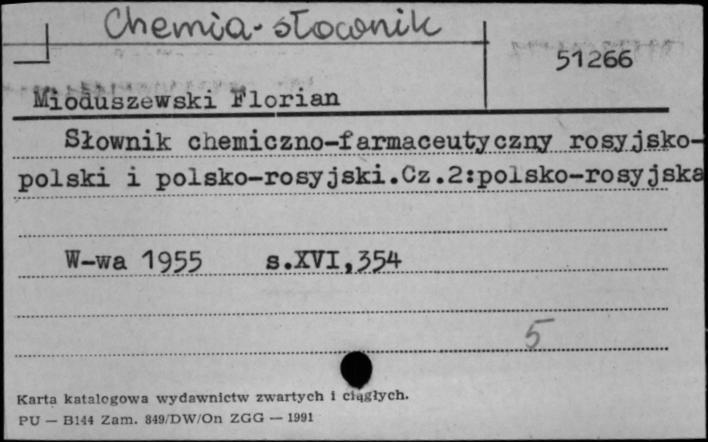 Chemia-słownik
51266
Mioduszewski Florian
Słownik chemiczno-farmaceutyczny rosyjsko-
polski i polsko-rosyjski.Cz.2:polsko-rosyjska
W-wa 1955 s.XVI,354
5
Karta katalogowa wydawnictw zwartych i ciągłych.
PU — B144 Zam. 849/DW/On ZGG — 1991